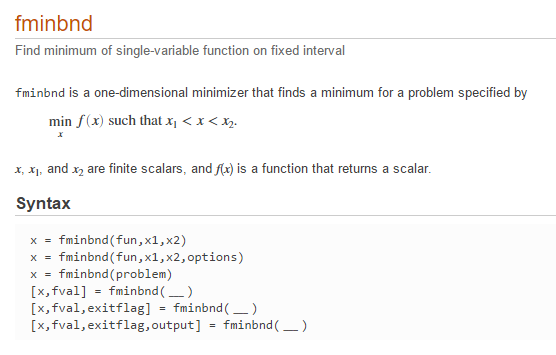 fminbnd
Find minimum of single-variable function on fixed interval
fminbnd is a one-dimensional minimizer that finds a minimum for a problem specified by
min f(x) such that x₁ < x < x₂.
x
x, x₁, and x₂ are finite scalars, and f(x) is a function that returns a scalar.
Syntax
x = fminbnd(fun,x1,x2)
x = fminbnd(fun,x1,x2,options)
x = fminbnd(problem)
[x,fval] = fminbnd( __ )
[x,fval,exitflag] = fminbnd( __ )
[x,fval,exitflag,output] = fminbnd( __ )